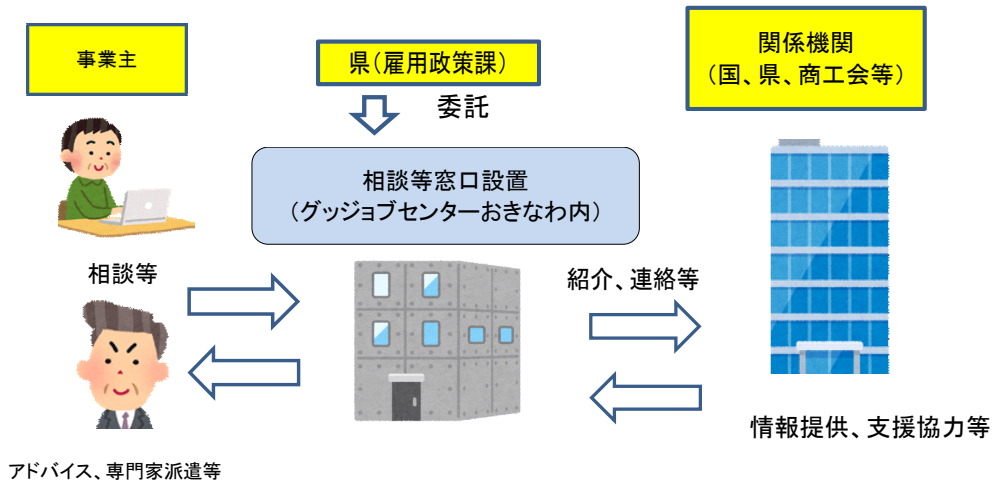 事業主
県(雇用政策課)
関係機関
(国、県、商工会等)
委託
相談等窓口設置
(グッジョブセンターおきなわ内)
相談等
紹介、連絡等
情報提供、支援協力等
アドバイス、専門家派遣等